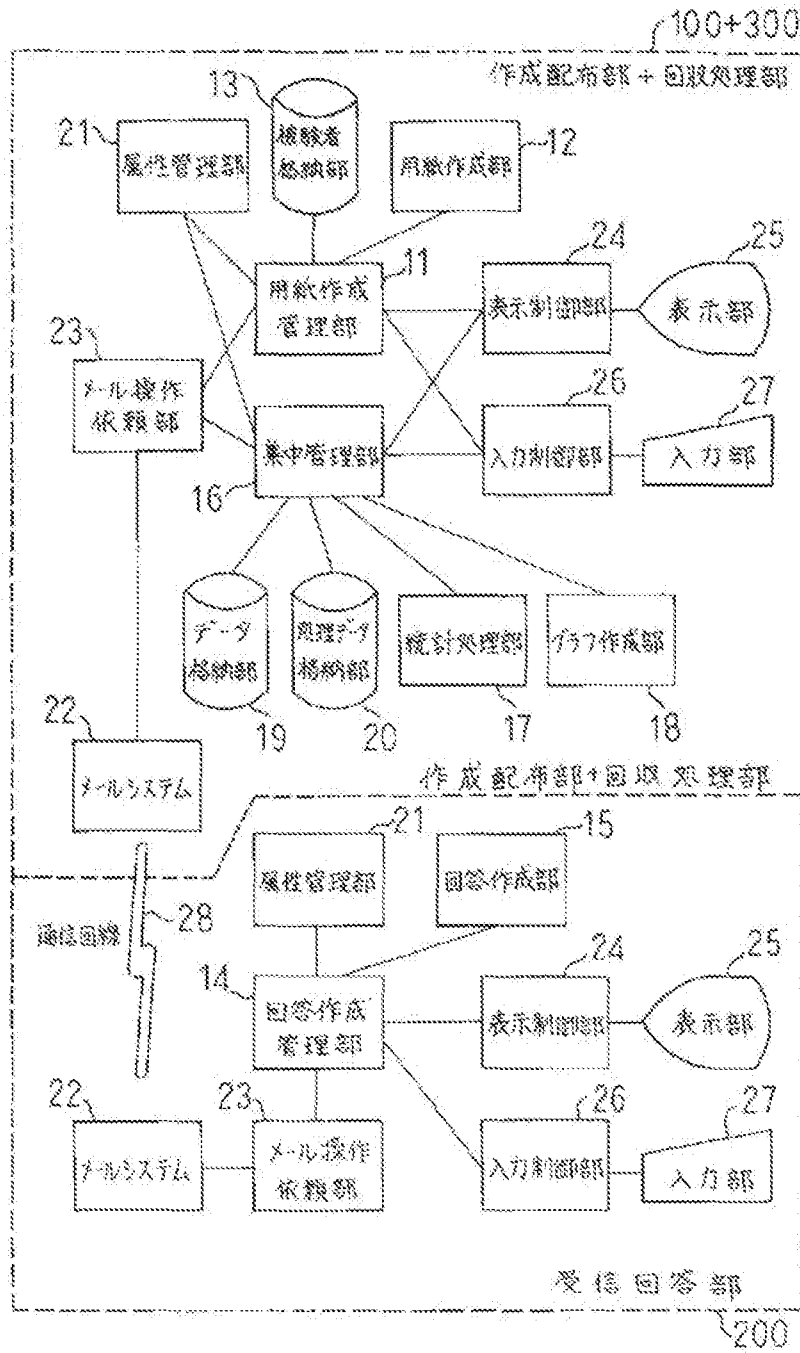 100+300
作成配布部+回収処理部
13
被験者
格納部
21
属性管理部
12
用紙作成部
11
用紙作成
管理部
24
表示制御部
25
表示部
23
メール操作
依頼部
16
集中管理部
26
入力制御部
27
入力部
データ
格納部
19
処理データ
格納部
20
統計処理部
17
グラフ作成部
18
22
メールシステム
作成配布部+回収処理部
21
属性管理部
15
回答作成部
通信回線
28
14
回答作成
管理部
24
表示制御部
25
表示部
22
メールシステム
23
メール操作
依頼部
26
入力制御部
27
入力部
受信回答部
200